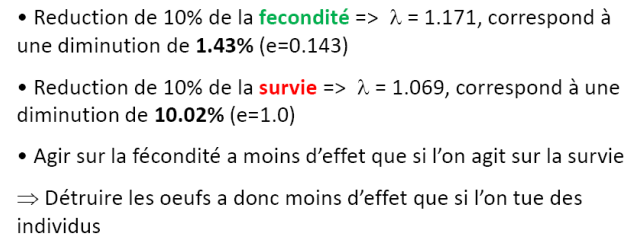 • Reduction de 10% de la fecondité => λ = 1.171, correspond à
une diminution de 1.43% (e=0.143)
• Reduction de 10% de la survie => λ = 1.069, correspond à une
diminution de 10.02% (e=1.0)
• Agir sur la fécondité a moins d’effet que si l’on agit sur la survie
⇒ Détruire les oeufs a donc moins d’effet que si l’on tue des
individus